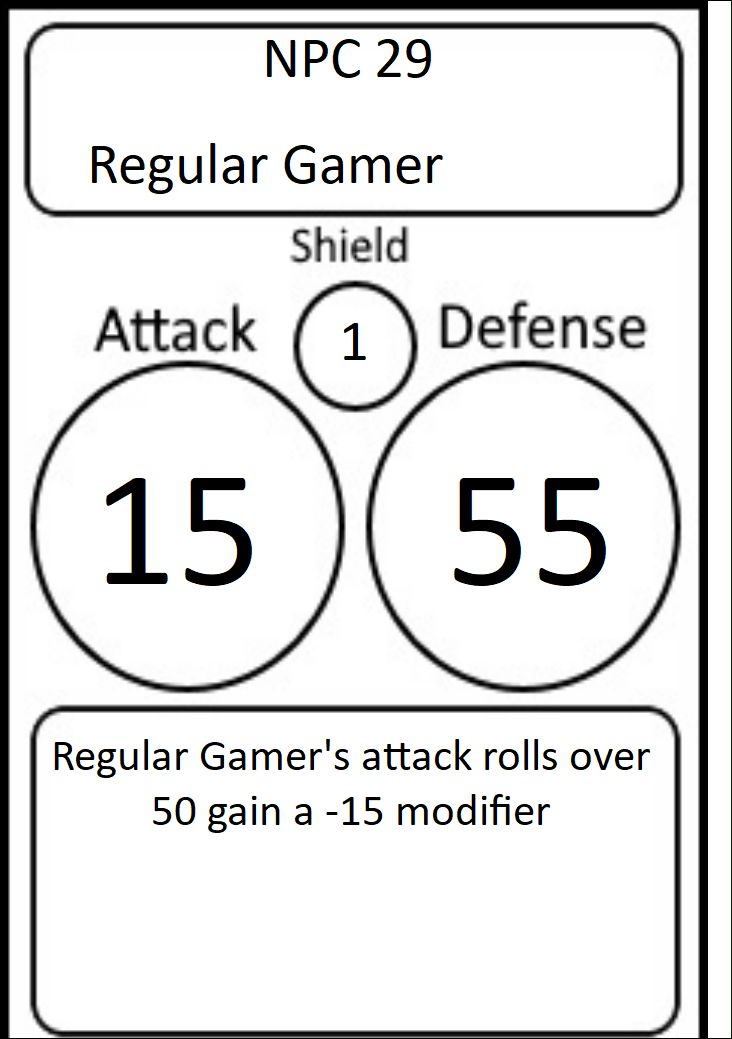 NPC 29
Regular Gamer
Shield
Attack
1
Defense
15
55
Regular Gamer's attack rolls over
50 gain a -15 modifier